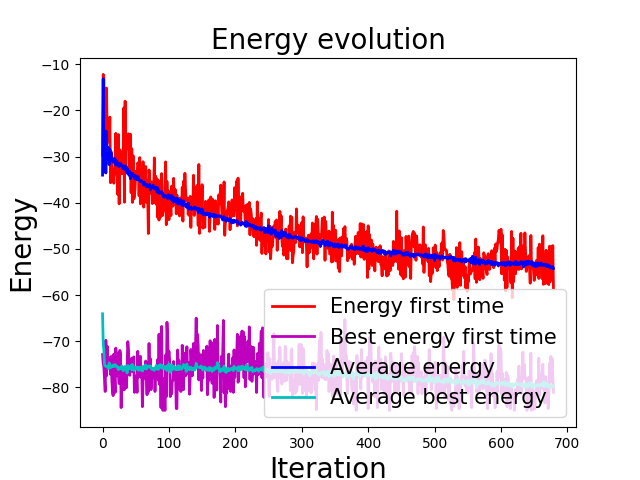 Energy evolution
−10
−20
−30
−40
−50
−60
−70
−80
Energy
Energy first time
Best energy first time
Average energy
Average best energy
0 100 200 300 400 500 600 700
Iteration